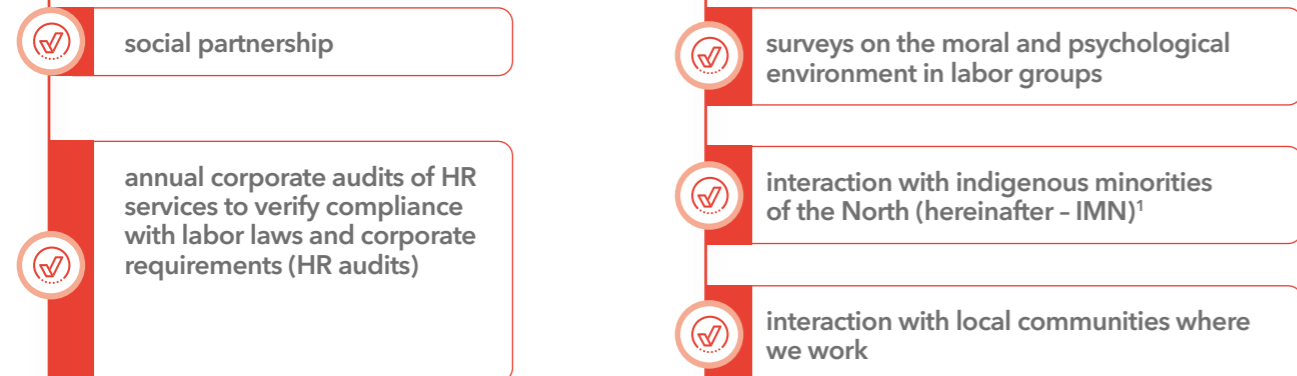 social partnership
annual corporate audits of HR
services to verify compliance
with labor laws and corporate
requirements (HR audits)
surveys on the moral and psychological
environment in labor groups
interaction with indigenous minorities
of the North (hereinafter – IMN)¹
interaction with local communities where
we work